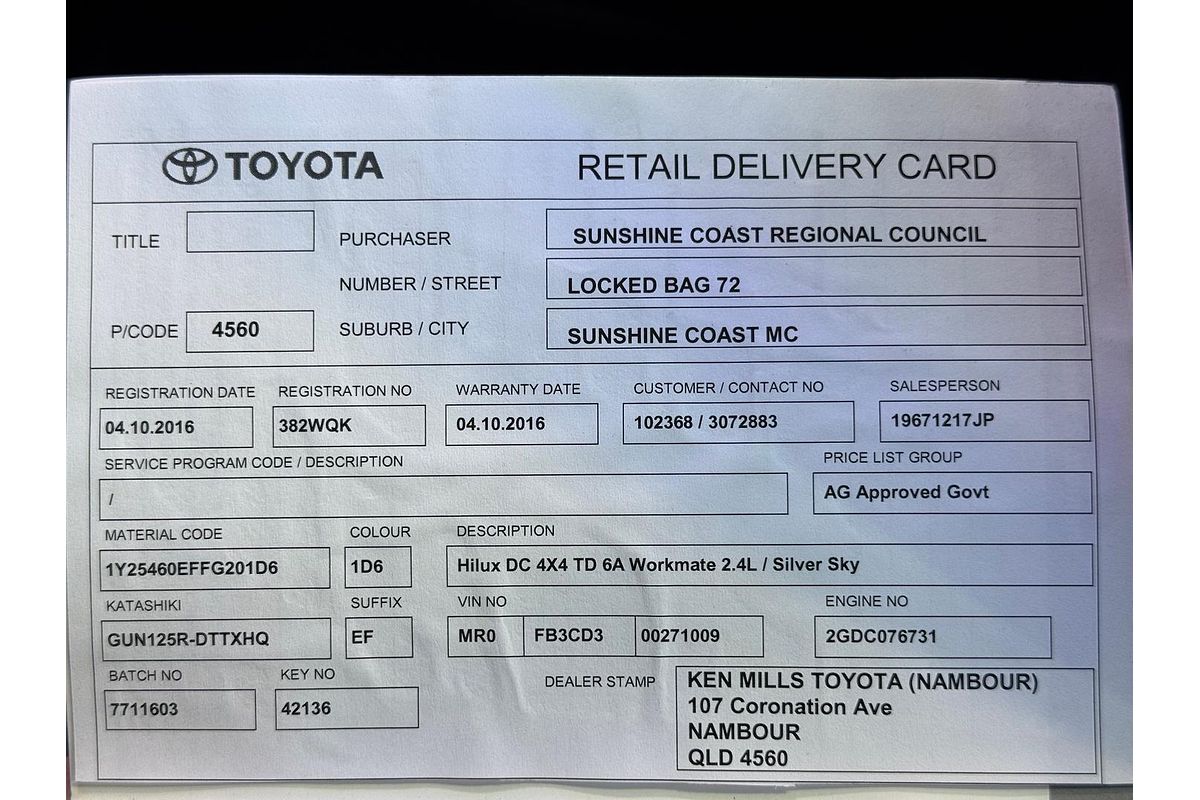 TOYOTA RETAIL DELIVERY CARD
TITLE PURCHASER SUNSHINE COAST REGIONAL COUNCIL
NUMBER / STREET LOCKED BAG 72
P/CODE 4560 SUBURB / CITY SUNSHINE COAST MC
REGISTRATION DATE REGISTRATION NO WARRANTY DATE CUSTOMER / CONTACT NO SALESPERSON
04.10.2016 382WQK 04.10.2016 102368 / 3072883 19671217JP
SERVICE PROGRAM CODE / DESCRIPTION PRICE LIST GROUP
/ AG Approved Govt
MATERIAL CODE COLOUR DESCRIPTION
1Y25460EFFG201D6 1D6 Hilux DC 4X4 TD 6A Workmate 2.4L / Silver Sky
KATASHIKI SUFFIX VIN NO ENGINE NO
GUN125R-DTTXHQ EF MR0 FB3CD3 00271009 2GDC076731
BATCH NO KEY NO DEALER STAMP KEN MILLS TOYOTA (NAMBOUR)
7711603 42136 107 Coronation Ave
NAMBOUR
QLD 4560